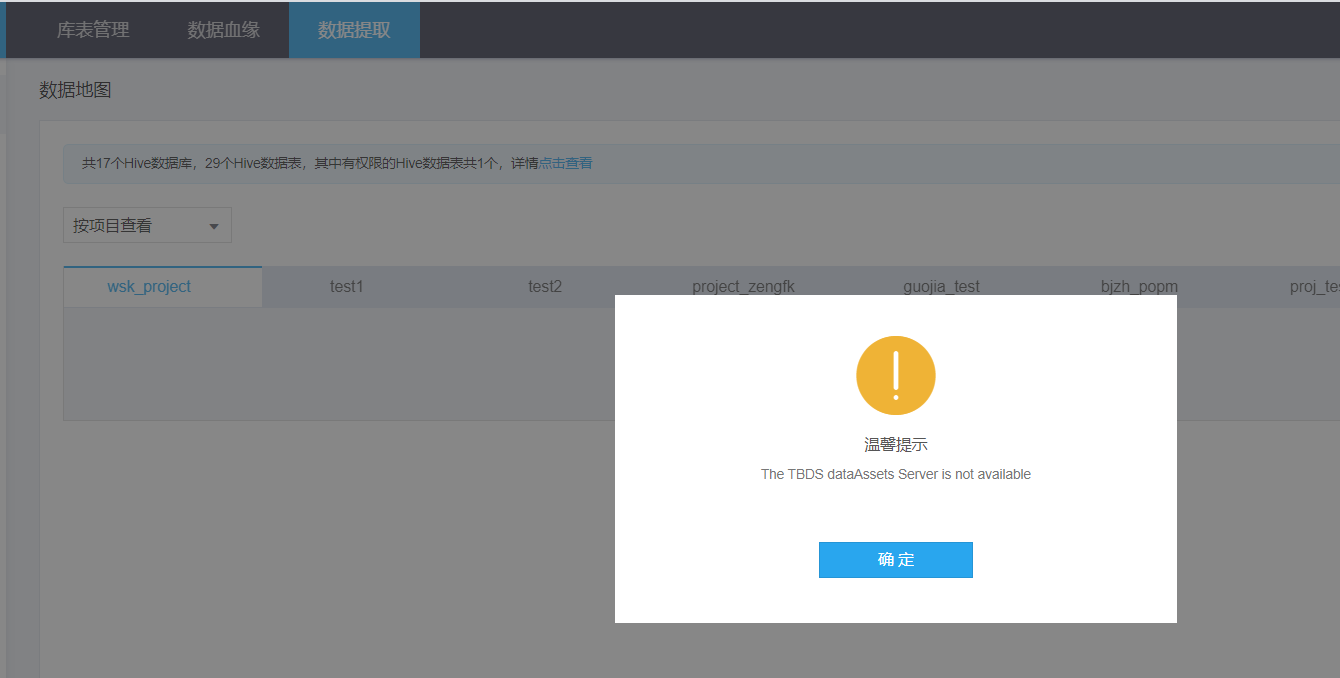 库表管理 数据血缘 数据提取
数据地图
共17个Hive数据库，29个Hive数据表，其中有权限的Hive数据表共1个，详情点击查看
按项目查看
wsk_project test1 test2 project_zengfk guojia_test bjzh_popm proj_tes
温馨提示
The TBDS dataAssets Server is not available
确 定